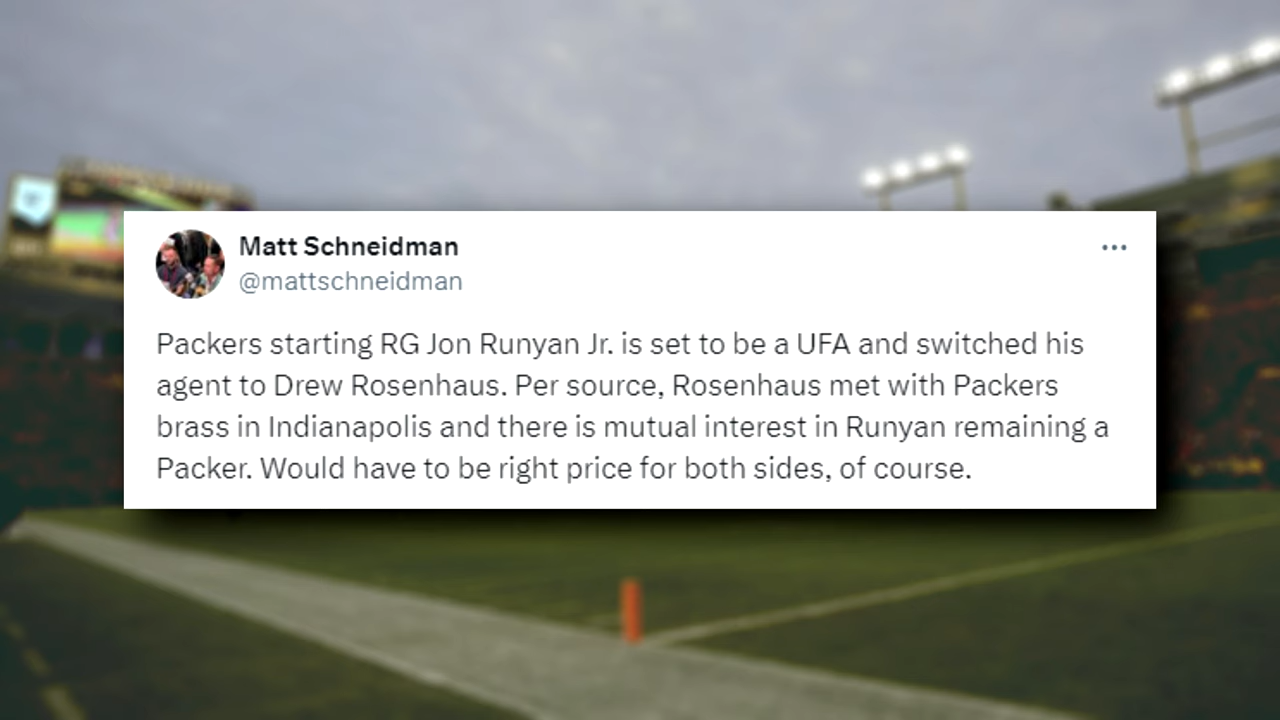 Matt Schneidman
@mattschneidman
Packers starting RG Jon Runyan Jr. is set to be a UFA and switched his
agent to Drew Rosenhaus. Per source, Rosenhaus met with Packers
brass in Indianapolis and there is mutual interest in Runyan remaining a
Packer. Would have to be right price for both sides, of course.